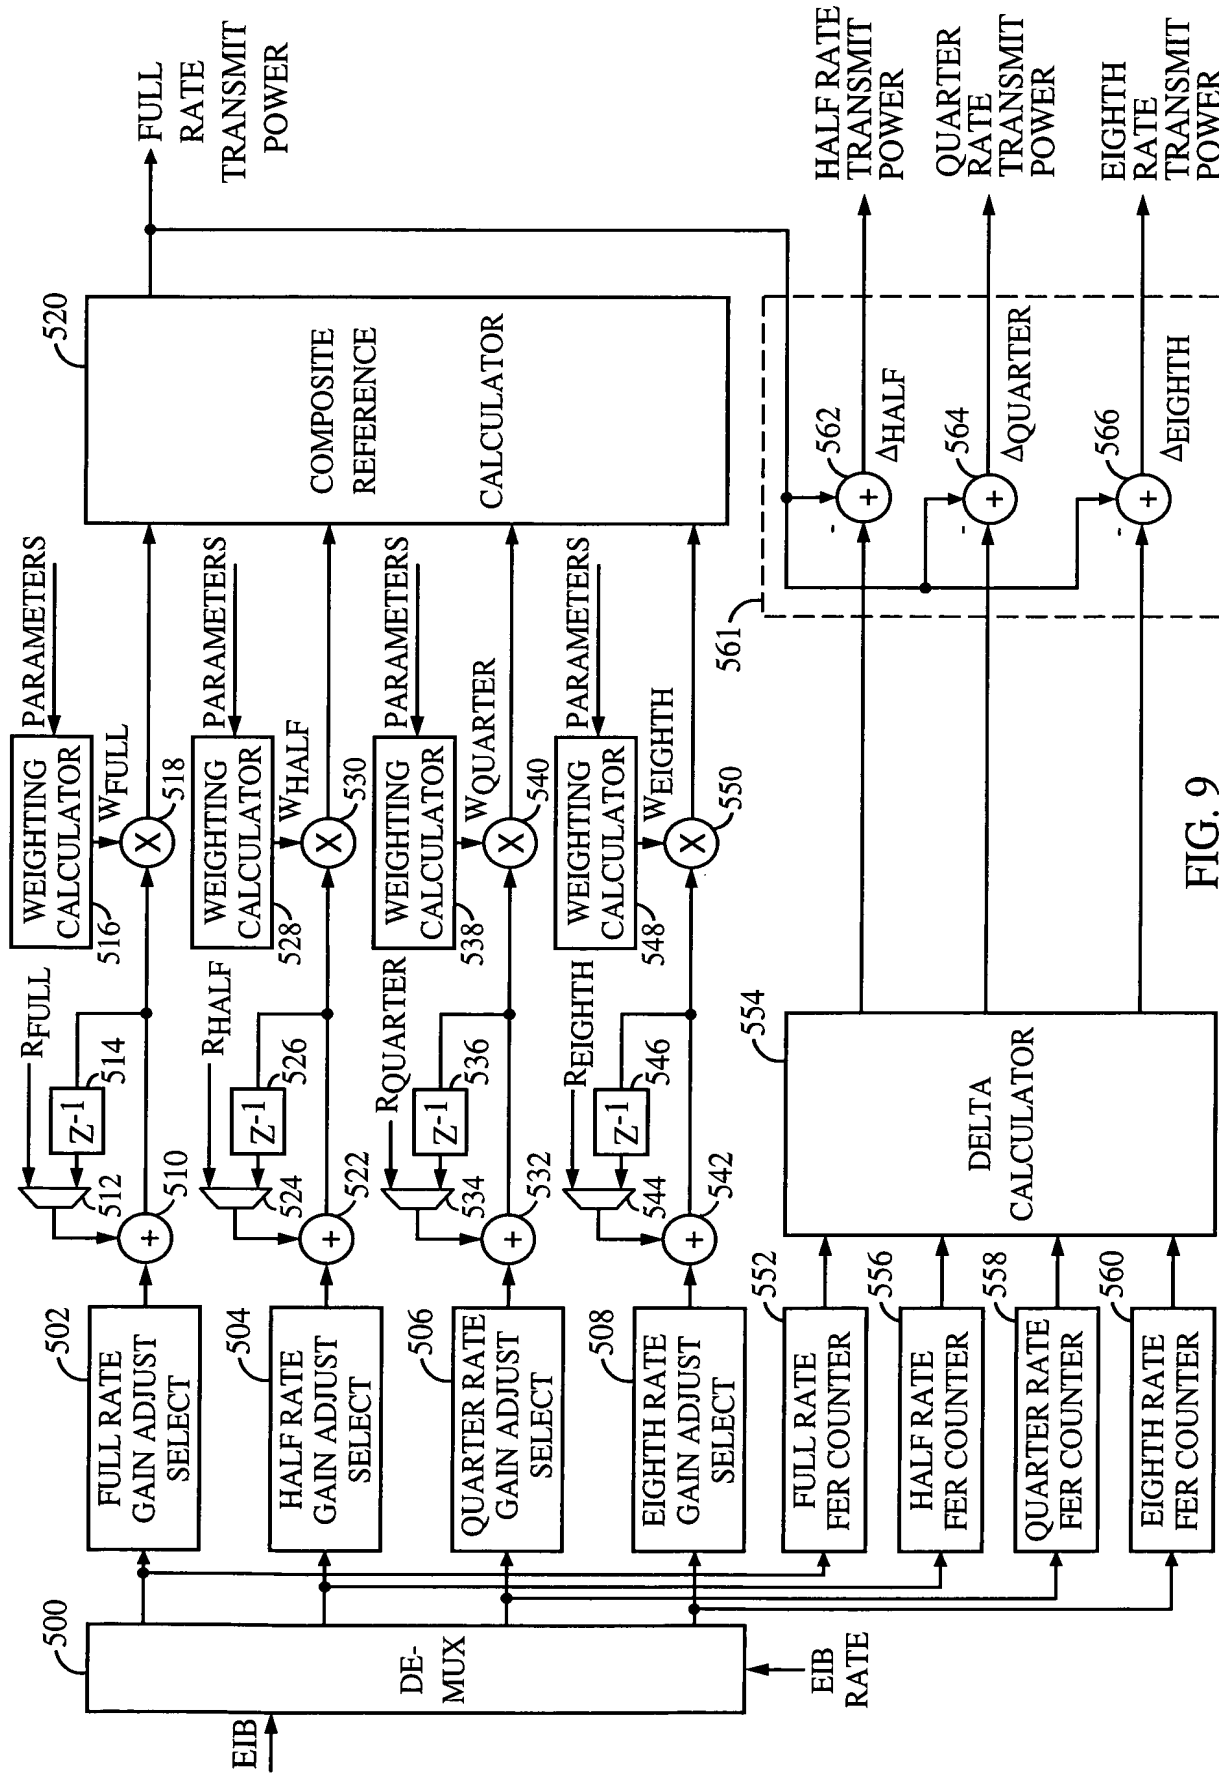 EIB
500
DE-
MUX
EIB
RATE
502
FULL RATE
GAIN ADJUST
SELECT
504
HALF RATE
GAIN ADJUST
SELECT
506
QUARTER RATE
GAIN ADJUST
SELECT
508
EIGHTH RATE
GAIN ADJUST
SELECT
552
FULL RATE
FER COUNTER
556
HALF RATE
FER COUNTER
558
QUARTER RATE
FER COUNTER
560
EIGHTH RATE
FER COUNTER
RFULL
512
Z-1
514
+
510
WEIGHTING
CALCULATOR
516
PARAMETERS
WFULL
X
518
RHALF
524
Z-1
526
+
522
WEIGHTING
CALCULATOR
528
PARAMETERS
WHALF
X
530
RQUARTER
534
Z-1
536
+
532
WEIGHTING
CALCULATOR
538
PARAMETERS
WQUARTER
X
540
REIGHTH
544
Z-1
546
+
542
WEIGHTING
CALCULATOR
548
PARAMETERS
WEIGHTH
X
550
554
DELTA
CALCULATOR
520
COMPOSITE
REFERENCE
CALCULATOR
FULL
RATE
TRANSMIT
POWER
561
-
+
562
ΔHALF
HALF RATE
TRANSMIT
POWER
-
+
564
ΔQUARTER
QUARTER
RATE
TRANSMIT
POWER
-
+
566
ΔEIGHTH
EIGHTH
RATE
TRANSMIT
POWER
FIG. 9